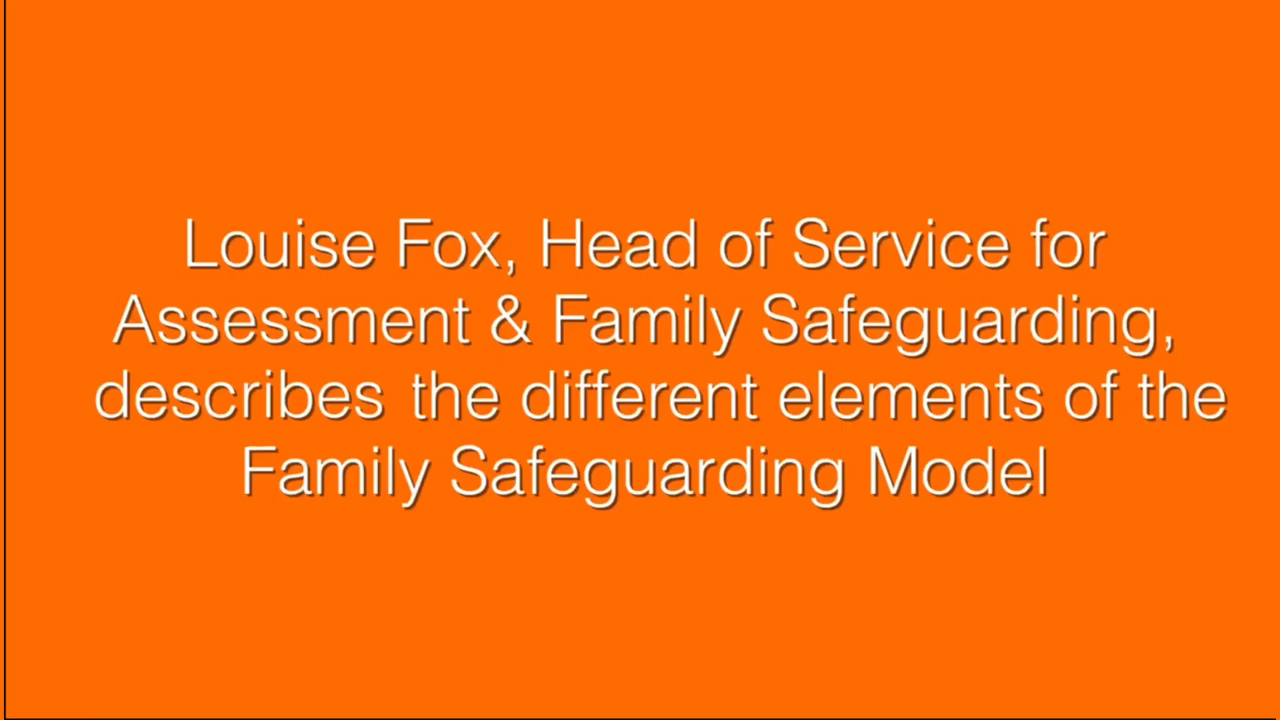 Louise Fox, Head of Service for
Assessment & Family Safeguarding,
describes the different elements of the
Family Safeguarding Model